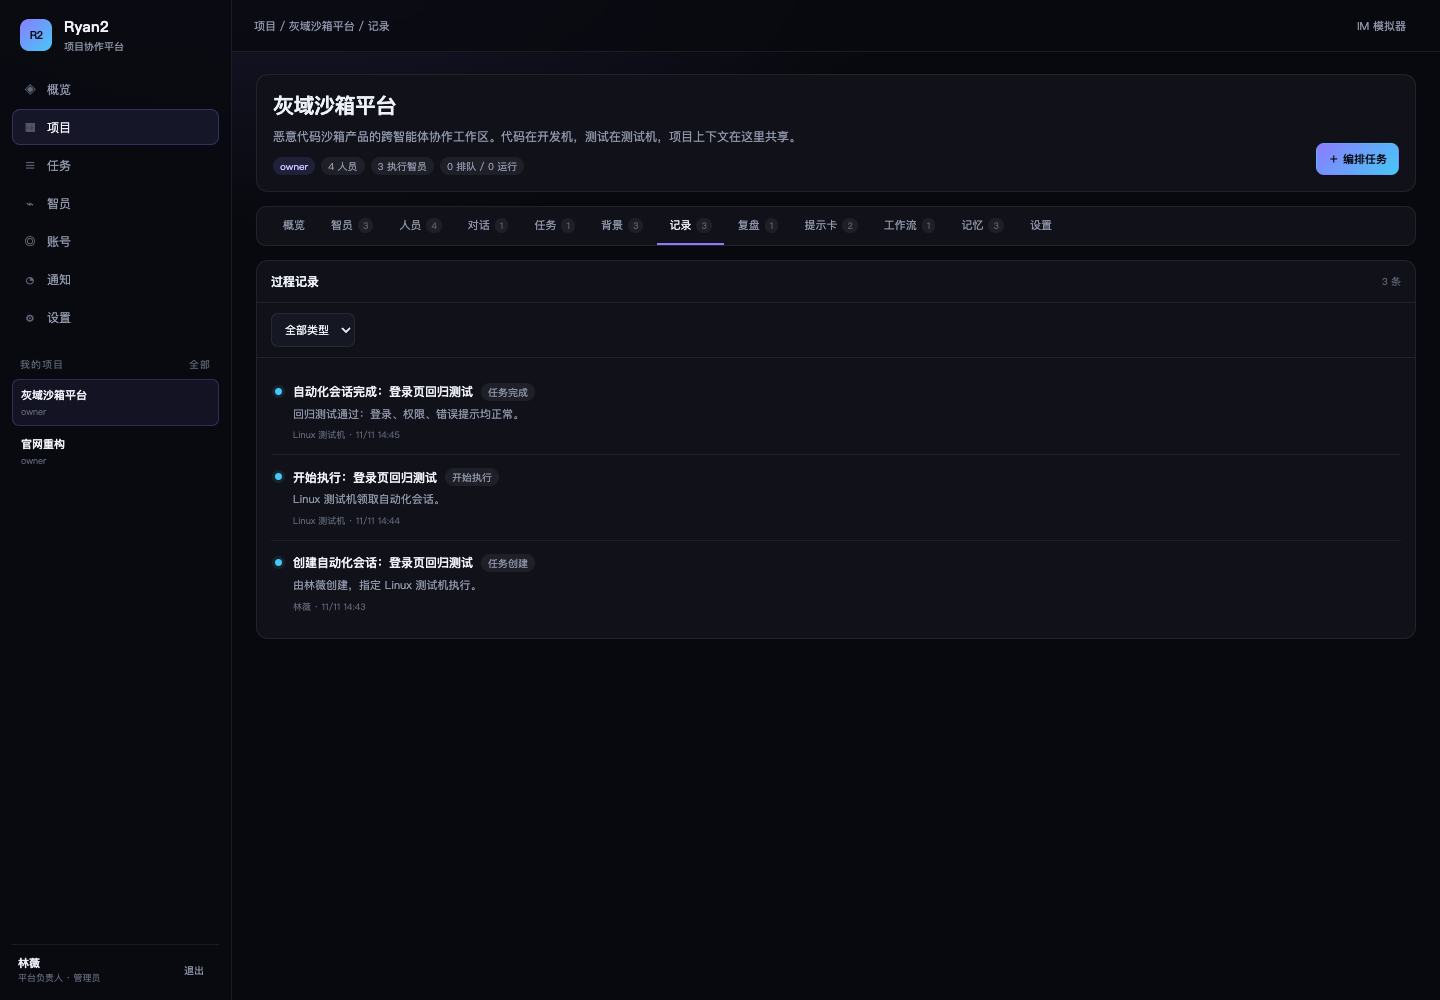 R2
Ryan2
项目协作平台
概览
项目
任务
智员
账号
通知
设置
我的项目 全部
灰域沙箱平台
owner
官网重构
owner
林薇
平台负责人 · 管理员
退出
项目 / 灰域沙箱平台 / 记录
IM 模拟器
灰域沙箱平台
恶意代码沙箱产品的跨智能体协作工作区。代码在开发机，测试在测试机，项目上下文在这里共享。
owner 4 人员 3 执行智员 0 排队 / 0 运行
+ 编排任务
概览 智员 3 人员 4 对话 1 任务 1 背景 3 记录 3 复盘 1 提示卡 2 工作流 1 记忆 3 设置
过程记录 3 条
全部类型
自动化会话完成：登录页回归测试 任务完成
回归测试通过：登录、权限、错误提示均正常。
Linux 测试机 · 11/11 14:45
开始执行：登录页回归测试 开始执行
Linux 测试机领取自动化会话。
Linux 测试机 · 11/11 14:44
创建自动化会话：登录页回归测试 任务创建
由林薇创建，指定 Linux 测试机执行。
林薇 · 11/11 14:43